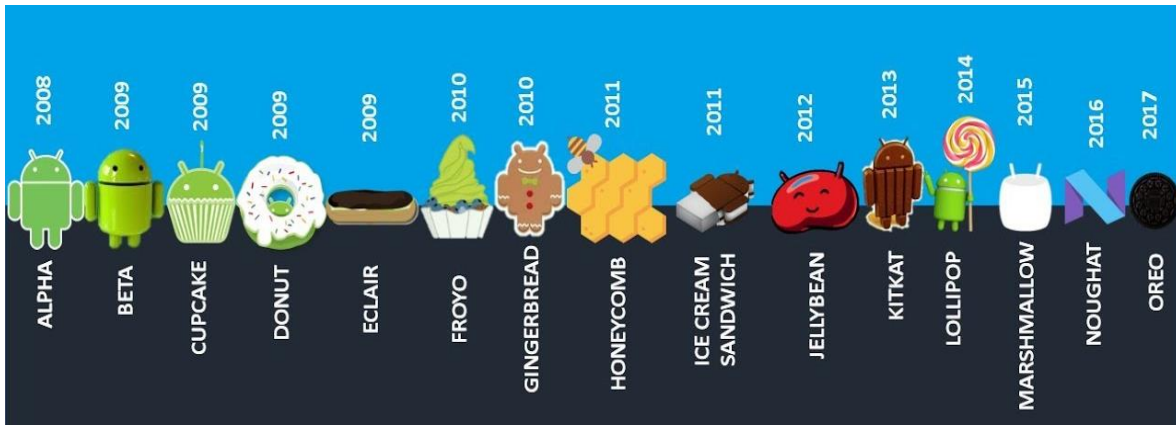 2008
2009
2009
2009
2009
2010
2010
2011
2011
2012
2013
2014
2015
2016
2017
ALPHA
BETA
CUPCAKE
DONUT
ECLAIR
FROYO
GINGERBREAD
HONEYCOMB
ICE CREAM
SANDWICH
JELLYBEAN
KITKAT
LOLLIPOP
MARSHMALLOW
NOUGHAT
OREO